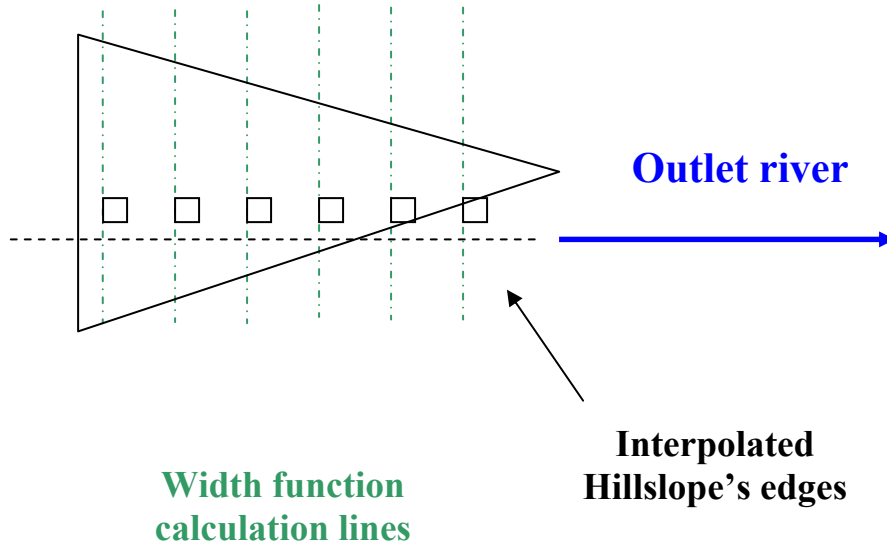 Outlet river
Interpolated
Hillslope’s edges
Width function
calculation lines